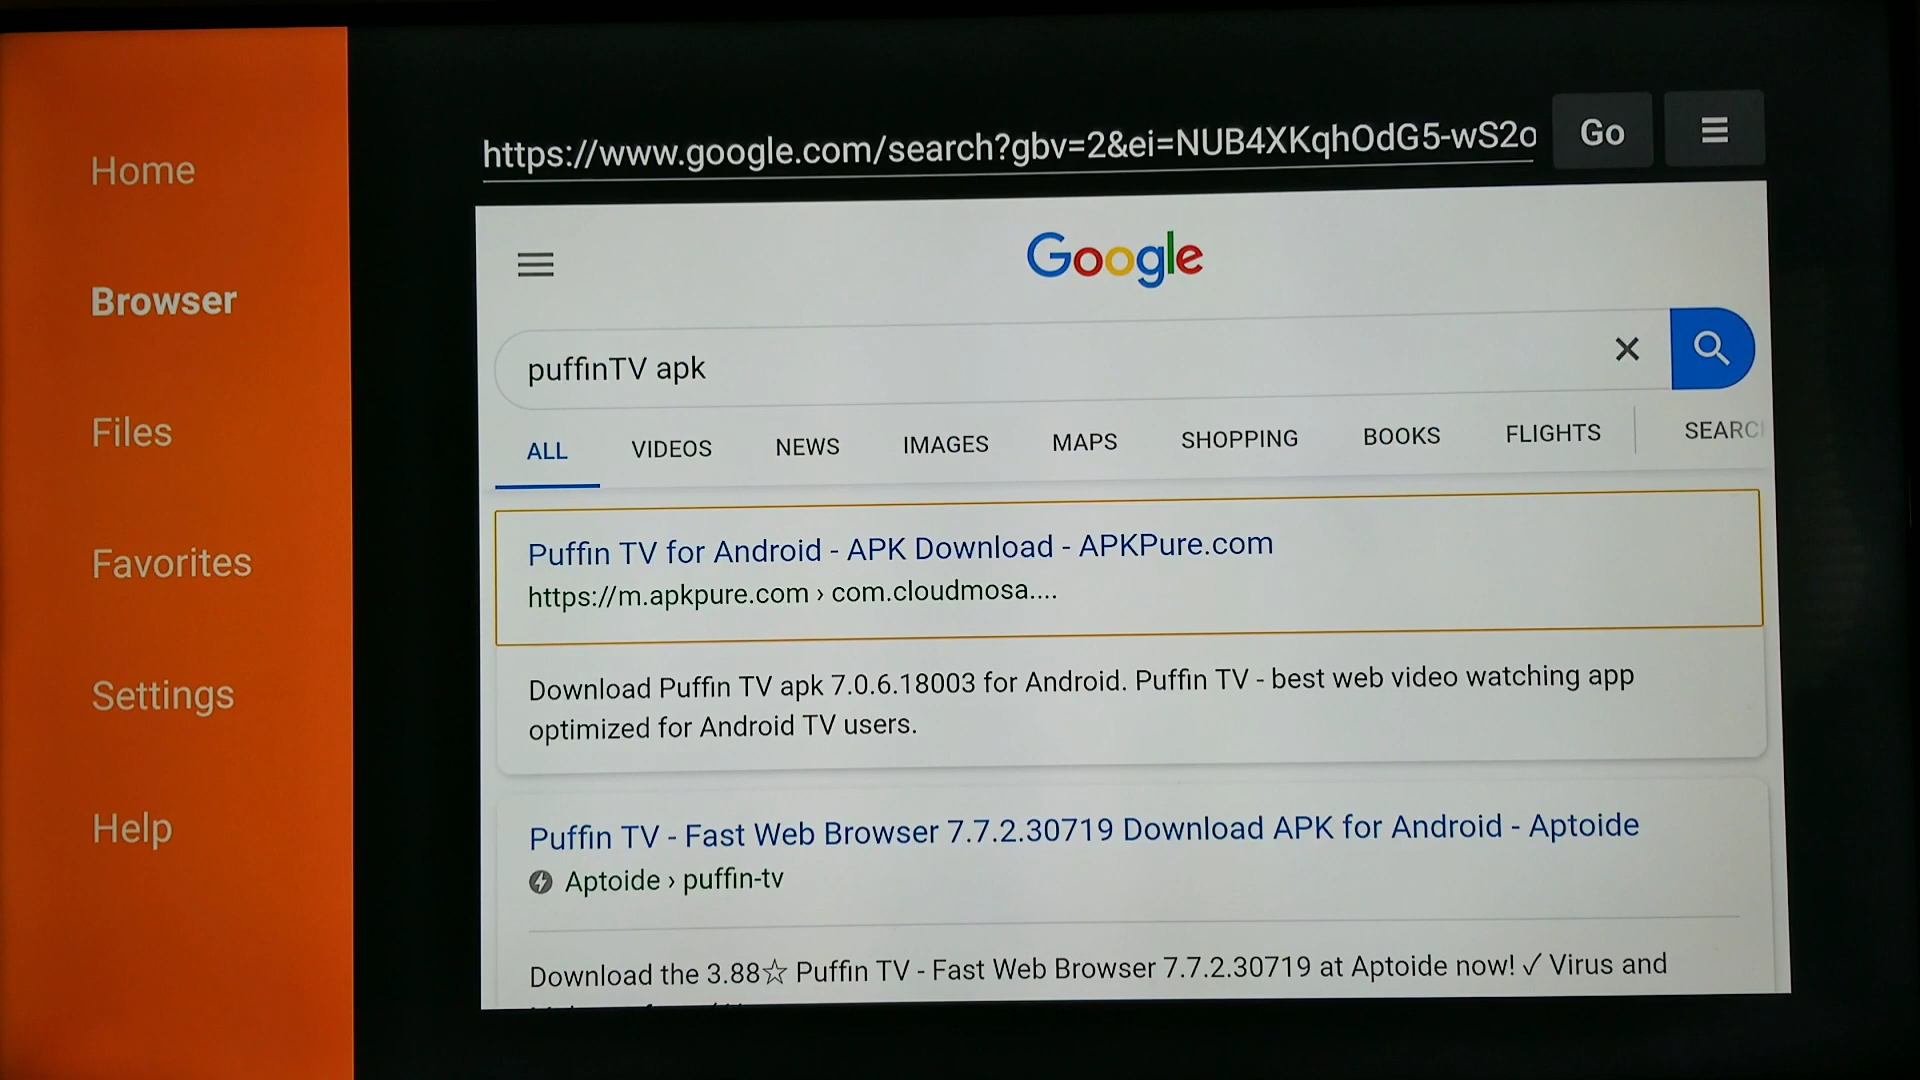 Home
Browser
Files
Favorites
Settings
Help
https://www.google.com/search?gbv=2&ei=NUB4XKqhOdG5-wS2o
Go
Google
puffinTV apk
ALL VIDEOS NEWS IMAGES MAPS SHOPPING BOOKS FLIGHTS SEARC
Puffin TV for Android - APK Download - APKPure.com
https://m.apkpure.com › com.cloudmosa....
Download Puffin TV apk 7.0.6.18003 for Android. Puffin TV - best web video watching app
optimized for Android TV users.
Puffin TV - Fast Web Browser 7.7.2.30719 Download APK for Android - Aptoide
Aptoide › puffin-tv
Download the 3.88☆ Puffin TV - Fast Web Browser 7.7.2.30719 at Aptoide now! ✓ Virus and